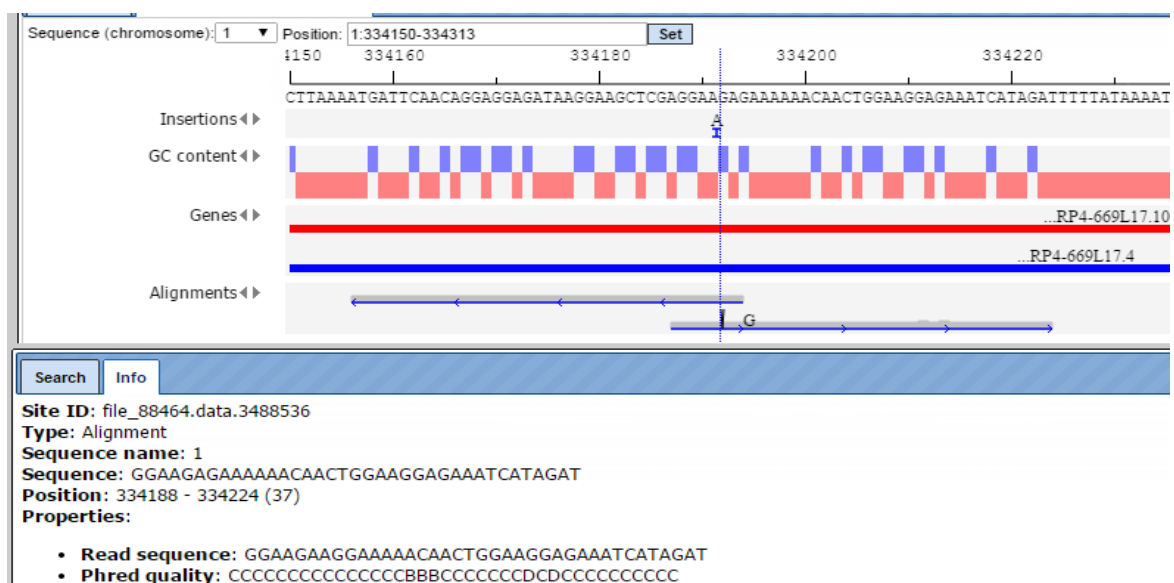 Sequence (chromosome): 1 Position: 1:334150-334313 Set
4150 334160 334180 334200 334220
CTTAAAATGATTCAACAGGAGGAGATAAGGAAGCTCGAGGAAGAGAAAAAACAACTGGAAGGAGAAATCATAGATTTTTATAAAAT
Insertions
A
GC content
Genes
...RP4-669L17.10
...RP4-669L17.4
Alignments
G
Search Info
Site ID: file_88464.data.3488536
Type: Alignment
Sequence name: 1
Sequence: GGAAGAGAAAAAACAACTGGAAGGAGAAATCATAGAT
Position: 334188 - 334224 (37)
Properties:
• Read sequence: GGAAGAAGGAAAAACAACTGGAAGGAGAAATCATAGAT
• Phred quality: CCCCCCCCCCCCCCCBBBCCCCCCCDCDCCCCCCCCCC